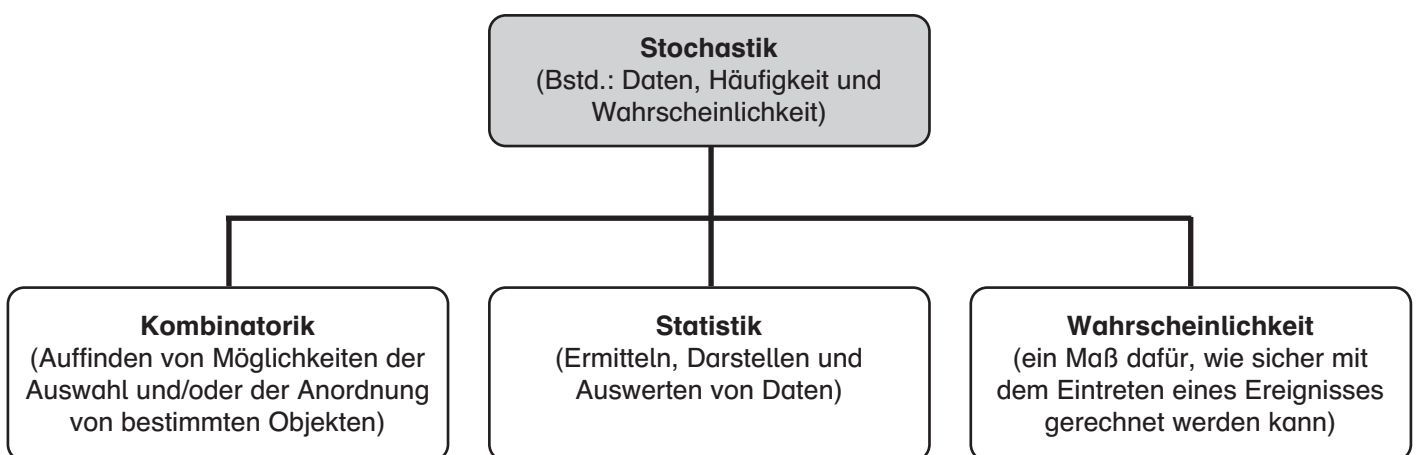 Stochastik
(Bstd.: Daten, Häufigkeit und
Wahrscheinlichkeit)
Kombinatorik
(Auffinden von Möglichkeiten der
Auswahl und/oder der Anordnung
von bestimmten Objekten)
Statistik
(Ermitteln, Darstellen und
Auswerten von Daten)
Wahrscheinlichkeit
(ein Maß dafür, wie sicher mit
dem Eintreten eines Ereignisses
gerechnet werden kann)